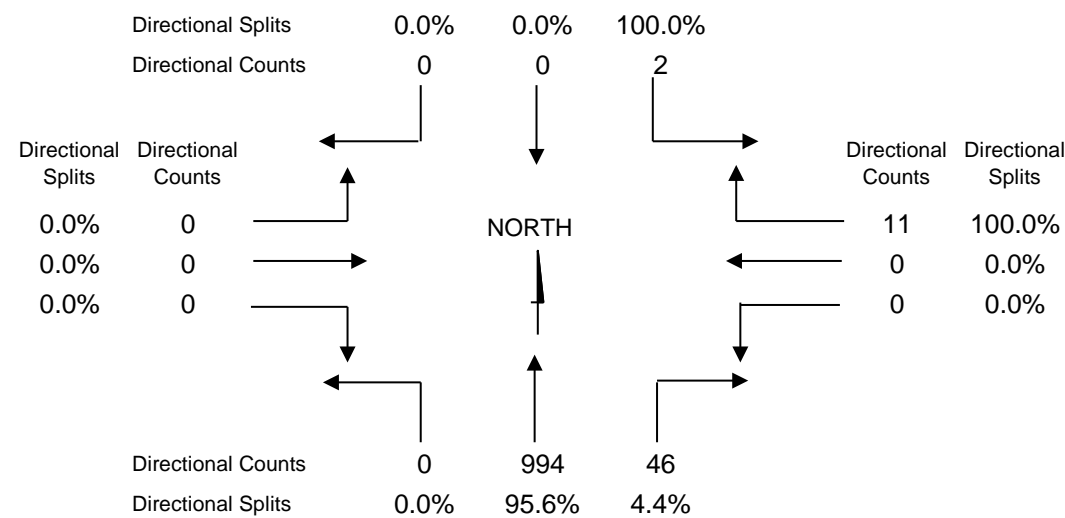 Directional Splits 0.0% 0.0% 100.0%
Directional Counts 0 0 2
Directional Directional Directional Directional
Splits Counts Counts Splits
0.0% 0 NORTH 11 100.0%
0.0% 0 0 0.0%
0.0% 0 0 0.0%
Directional Counts 0 994 46
Directional Splits 0.0% 95.6% 4.4%